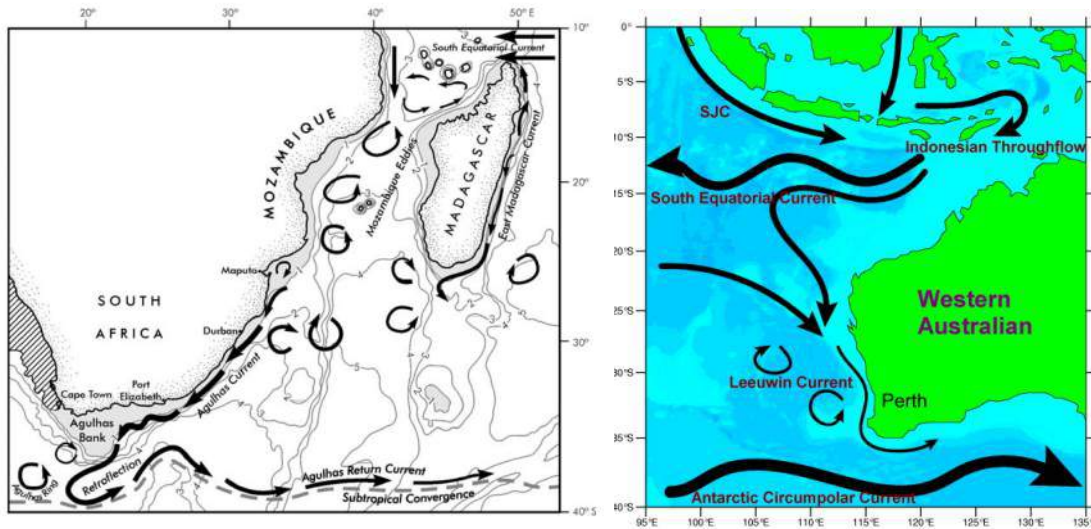 20°
40°
50° E
10°
South Equatorial Current
MOZAMBIQUE
MADAGASCAR
Mozambique Eddies
East Madagascar Current
20°
Maputo
SOUTH
AFRICA
Durban
30°
Cape Town
Port
Elizabeth
Agulhas Current
Agulhas
Bank
Retroflection
Agulhas Ring
Agulhas Return Current
Subtropical Convergence
40° S
0°
5°S
10°S
15°S
20°S
25°S
30°S
35°S
40°S
SJC
Indonesian Throughflow
South Equatorial Current
Western
Australian
Leeuwin Current
Perth
Antarctic Circumpolar Current
95°E 100°E 105°E 110°E 115°E 120°E 125°E 130°E 135°E